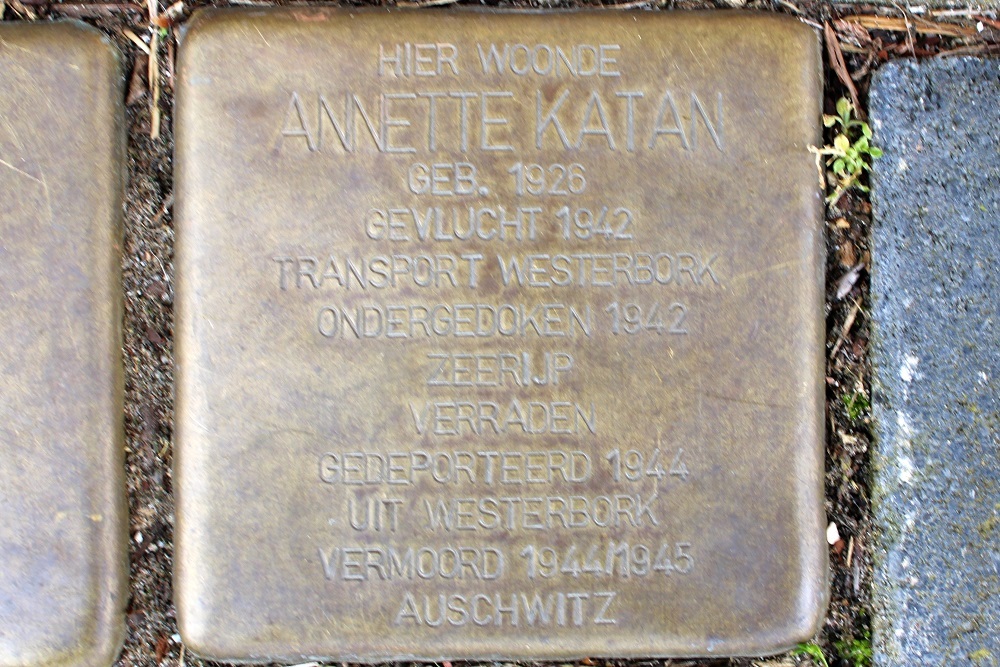 HIER WOONDE
ANNETTE KATAN
GEB. 1926
GEVLUCHT 1942
TRANSPORT WESTERBORK
ONDERGEDOKEN 1942
ZEERIJP
VERRADEN
GEDEPORTEERD 1944
UIT WESTERBORK
VERMOORD 1944/1945
AUSCHWITZ